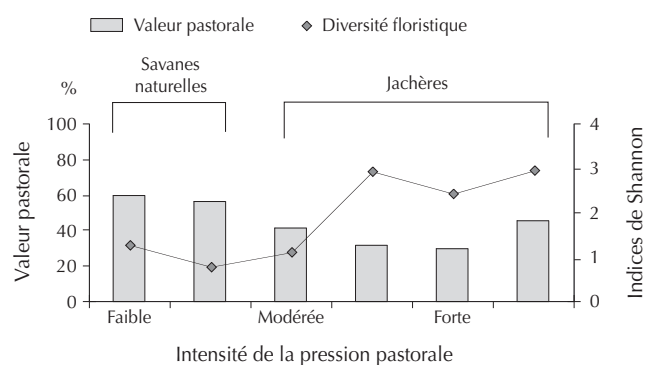 Valeur pastorale
Diversité floristique
Savanes
naturelles
Jachères
%
100
80
60
40
20
0
Valeur pastorale
4
3
2
1
0
Indices de Shannon
Faible
Modérée
Forte
Intensité de la pression pastorale